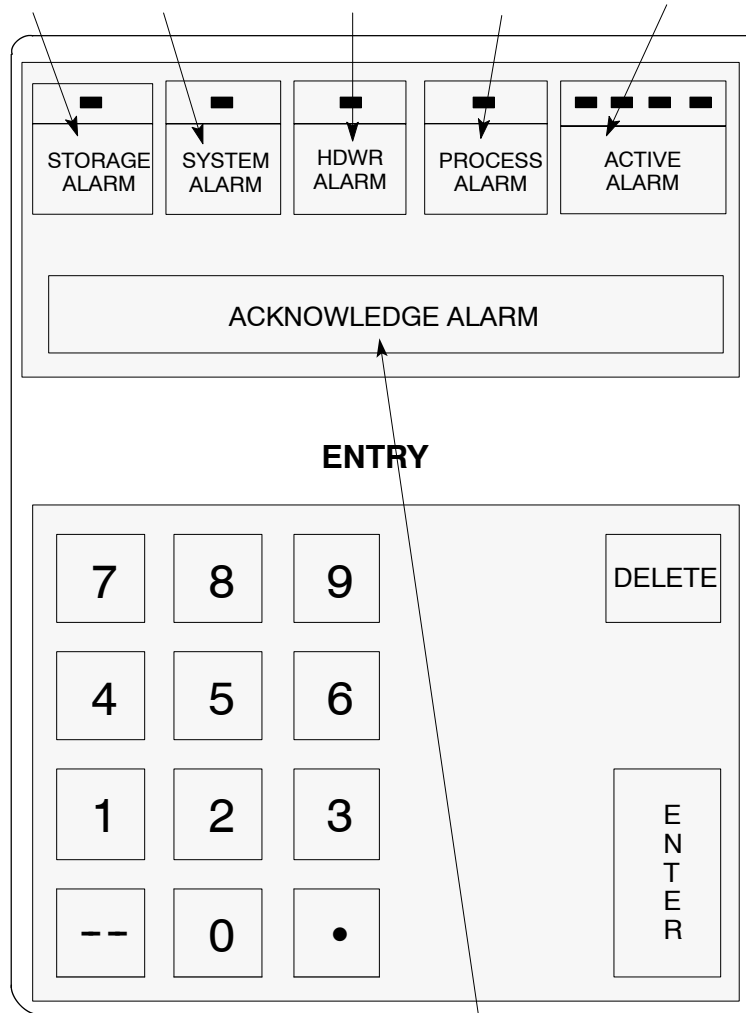 STORAGE
ALARM
SYSTEM
ALARM
HDWR
ALARM
PROCESS
ALARM
ACTIVE
ALARM
ACKNOWLEDGE ALARM
ENTRY
7 8 9 DELETE
4 5 6
1 2 3
E
N
T
E
R
-- 0 •